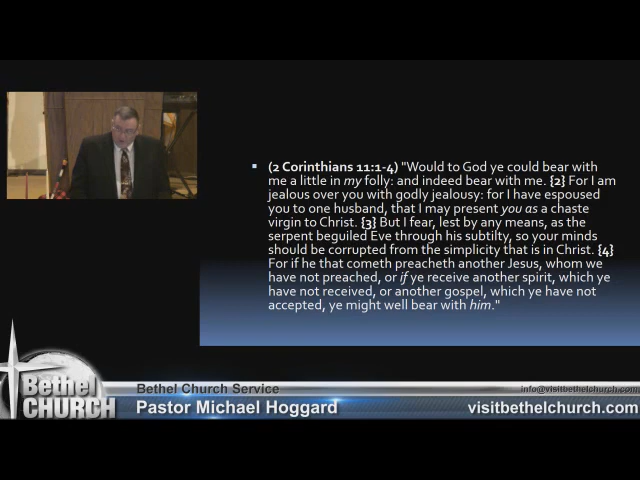 (2 Corinthians 11:1-4) "Would to God ye could bear with
me a little in my folly: and indeed bear with me. {2} For I am
jealous over you with godly jealousy: for I have espoused
you to one husband, that I may present you as a chaste
virgin to Christ. {3} But I fear, lest by any means, as the
serpent beguiled Eve through his subtilty, so your minds
should be corrupted from the simplicity that is in Christ. {4}
For if he that cometh preacheth another Jesus, whom we
have not preached, or if ye receive another spirit, which ye
have not received, or another gospel, which ye have not
accepted, ye might well bear with him."
Bethel
CHURCH
Bethel Church Service
info@visitbethelchurch.com
Pastor Michael Hoggard
visitbethelchurch.com